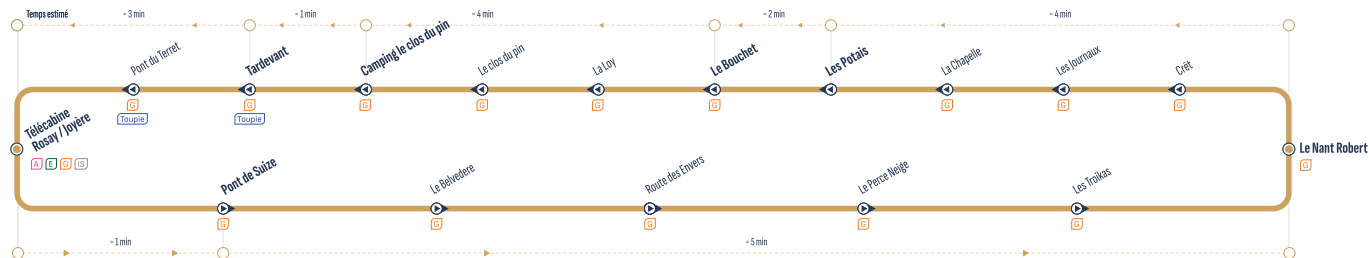 Temps estimé
~ 3 min
~ 1 min
~ 4 min
~ 2 min
~ 4 min
Pont du Terret
Tardevant
Camping le clos du pin
Le clos du pin
La Loy
Le Bouchet
Les Potais
La Chapelle
Les Journaux
Crêt
G
G
G
G
G
G
G
G
G
Toupie
Toupie
Télécabine
Rosay / Joyère
A E G IS
Le Nant Robert
G
Pont de Suize
Le Belvedere
Route des Envers
Le Perce Neige
Les Troikas
G
G
G
G
G
~ 1 min
~ 5 min